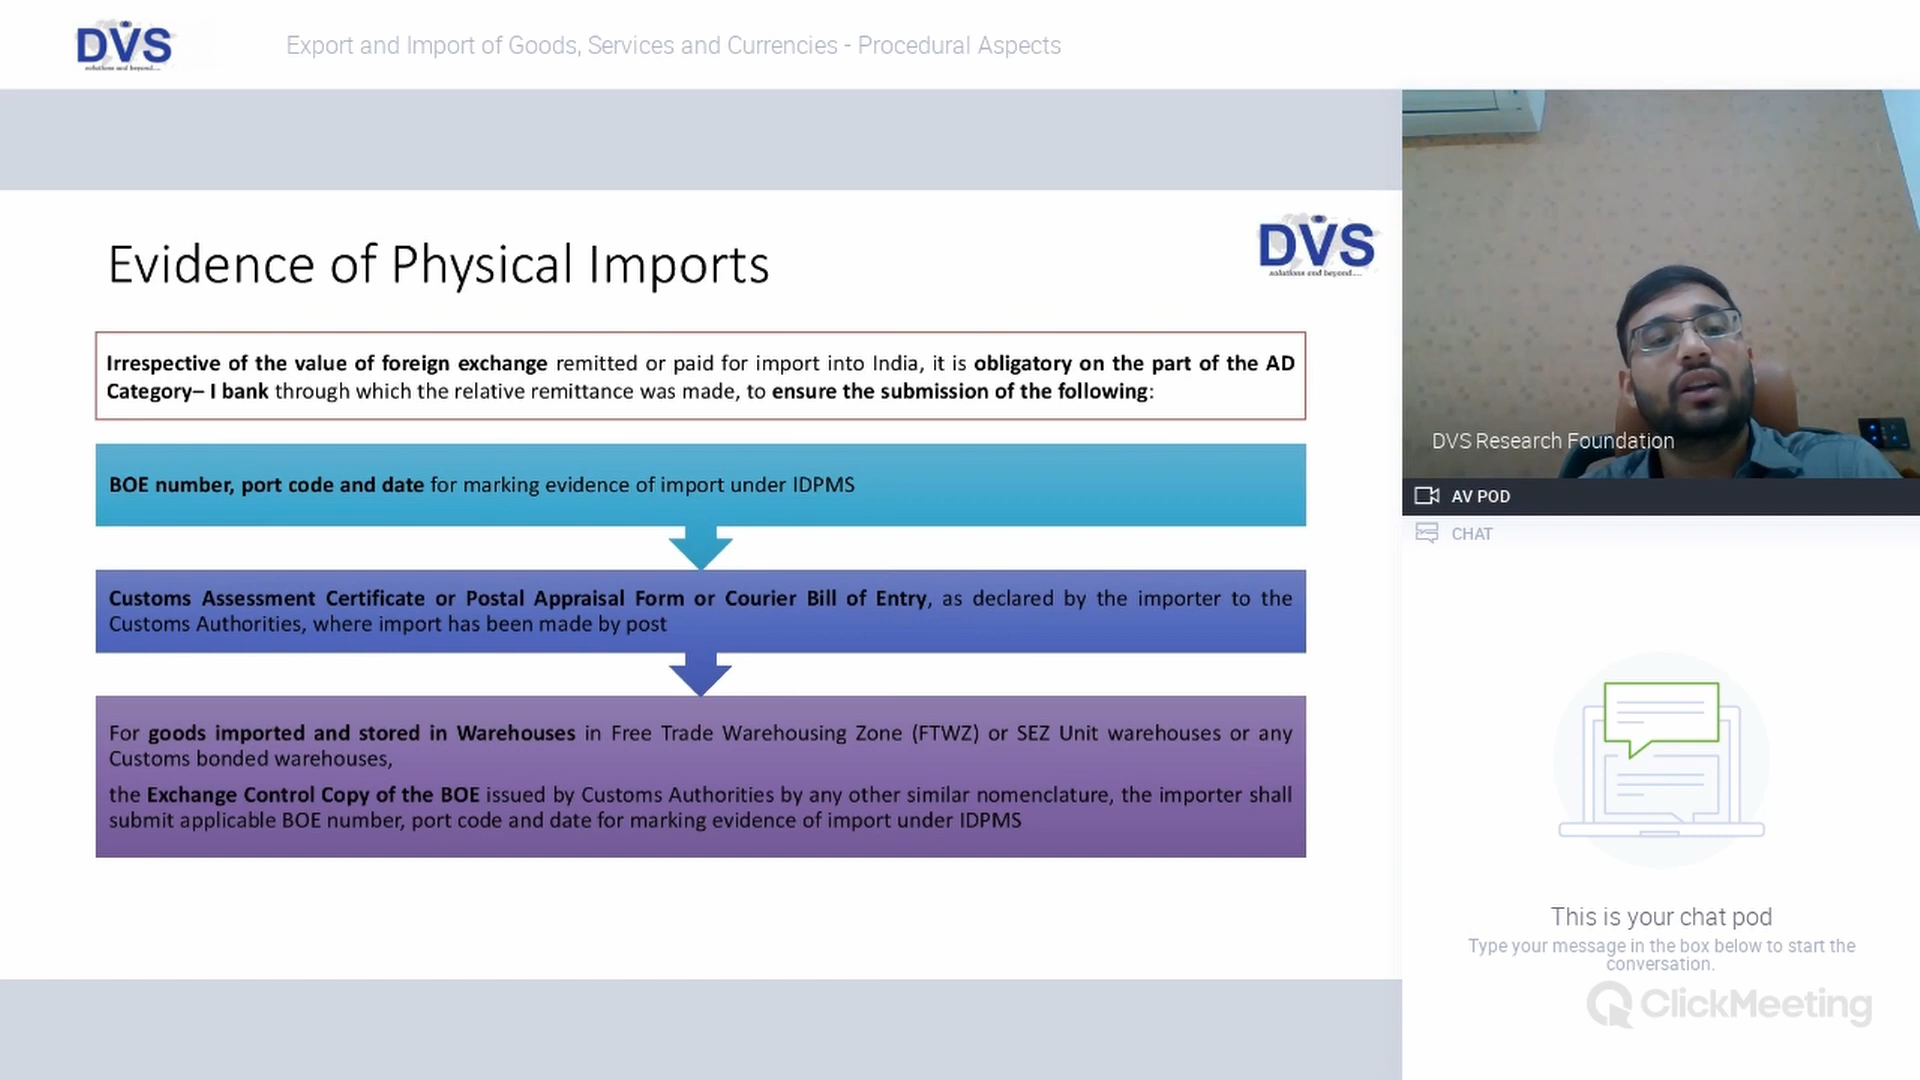 DVS
solutions and beyond....
Export and Import of Goods, Services and Currencies - Procedural Aspects
Evidence of Physical Imports
DVS
solutions and beyond....
Irrespective of the value of foreign exchange remitted or paid for import into India, it is obligatory on the part of the AD
Category– I bank through which the relative remittance was made, to ensure the submission of the following:
BOE number, port code and date for marking evidence of import under IDPMS
Customs Assessment Certificate or Postal Appraisal Form or Courier Bill of Entry, as declared by the importer to the
Customs Authorities, where import has been made by post
For goods imported and stored in Warehouses in Free Trade Warehousing Zone (FTWZ) or SEZ Unit warehouses or any
Customs bonded warehouses,
the Exchange Control Copy of the BOE issued by Customs Authorities by any other similar nomenclature, the importer shall
submit applicable BOE number, port code and date for marking evidence of import under IDPMS
DVS Research Foundation
AV POD
CHAT
This is your chat pod
Type your message in the box below to start the
conversation.
ClickMeeting